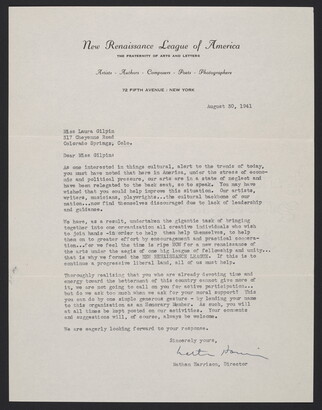 New Renaissance League of America
THE FRATERNITY OF ARTS AND LETTERS
Artists - Authors - Composers - Poets - Photographers
72 FIFTH AVENUE · NEW YORK
August 20, 1941
Miss Laura Gilpin
317 Cheyenne Road
Colorado Springs, Colo.
Dear Miss Gilpin:
As one interested in things cultural, alert to the trends of today,
you must have noted that here in America, under the stress of econo-
mic and political pressure, our arts are in a state of neglect and
have been relegated to the back seat, so to speak. You may have
wished that you could help improve this situation. Our artists,
writers, musicians, playwrights...the cultural backbone of our
nation...now find themselves discouraged due to lack of leadership
and guidance.
We have, as a result, undertaken the gigantic task of bringing
together into one organization all creative individuals who wish
to join hands -in order to help them help themselves, to help
them on to greater effort by encouragement and practical coopera-
tion...for we feel the time is ripe NOW for a new renaissance of
the arts under the aegis of one big league of fellowship and unity...
that is why we formed the NEW RENAISSANCE LEAGUE. If this is to
continue a progressive liberal land, all of us must help.
Thoroughly realizing that you who are already devoting time and
energy toward the betterment of this country cannot give more of
it, we are not going to call on you for active participation...
but do we ask too much when we ask for your moral support? This
you can do by one simple generous gesture - by lending your name
to this organization as an Honorary Member. As such, you will
at all times be kept posted on our activities. Your comments
and suggestions will, of course, always be welcome.
We are eagerly looking forward to your response.
Sincerely yours,
Nathan Harrison, Director